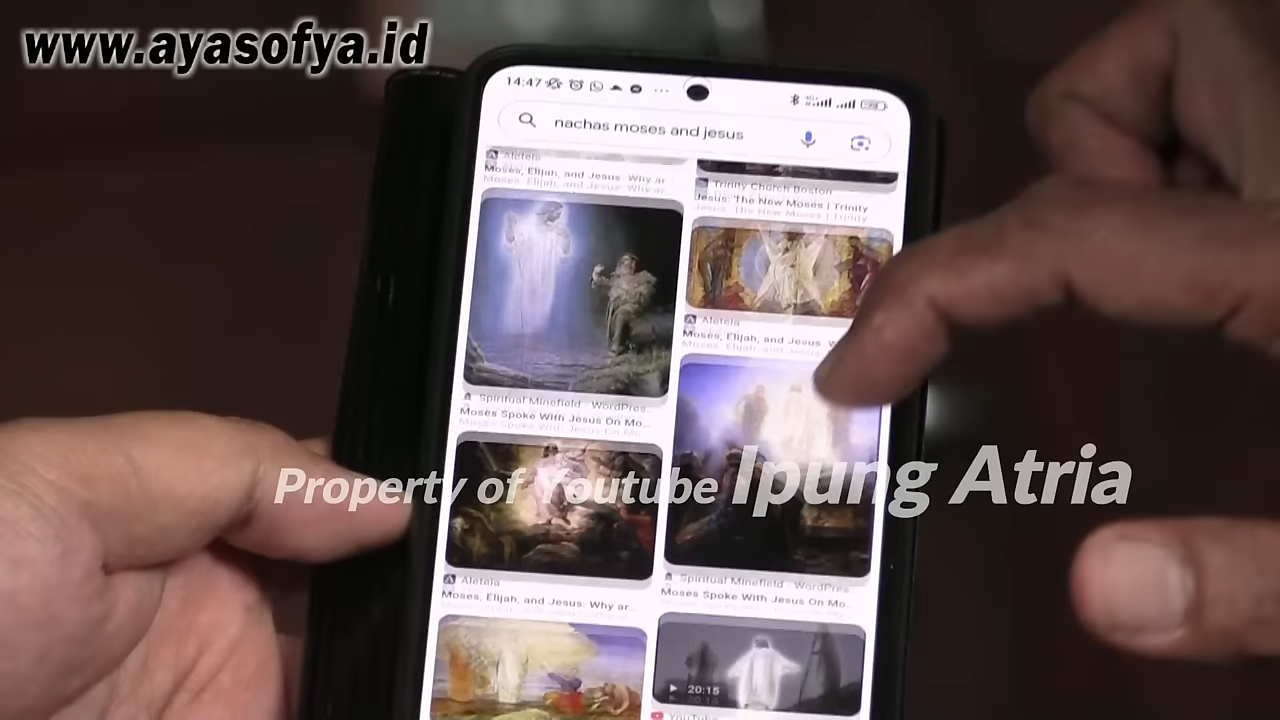 www.ayasofya.id
14:47
nachas moses and jesus
Aleteia
Moses, Elijah, and Jesus: Why ar...
Trinity Church Boston
Jesus: The New Moses | Trinity
Aleteia
Moses, Elijah, and Jesus: W
Spiritual Minefield - WordPres...
Moses Spoke With Jesus On Mo...
Property of Youtube Ipung Atria
Aleteia
Moses, Elijah, and Jesus: Why ar...
Spiritual Minefield - WordPres...
Moses Spoke With Jesus On Mo...
20:15
YouTube